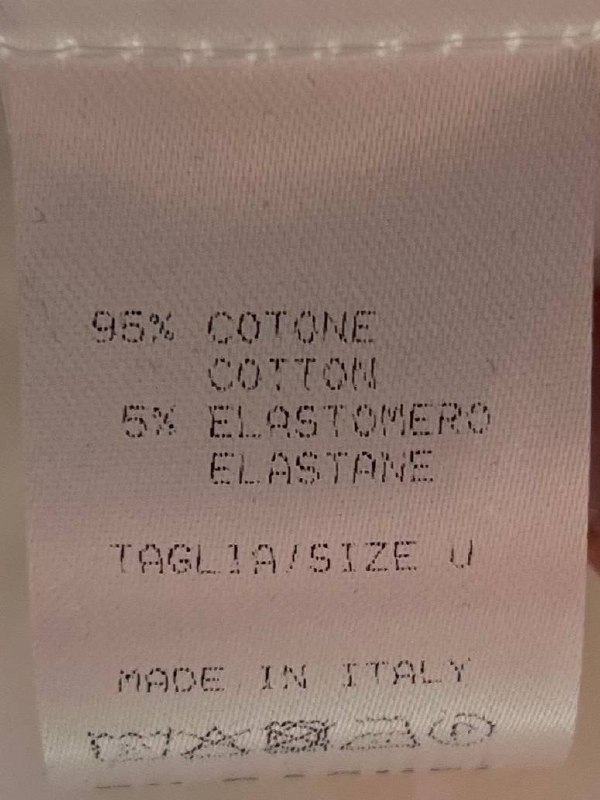 95% COTONE
COTTON
5% ELASTOMERO
ELASTANE
TAGLIA/SIZE U
MADE IN ITALY